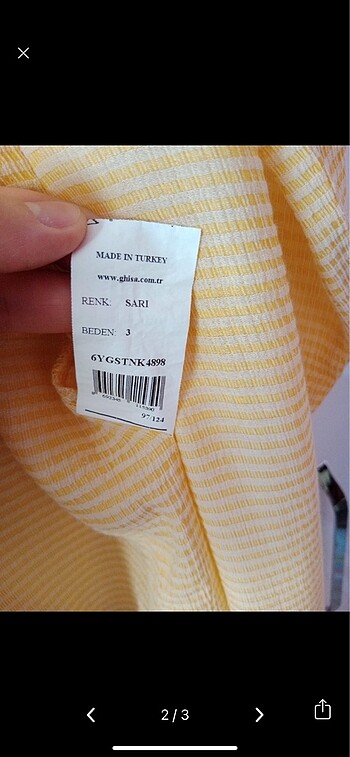 MADE IN TURKEY
www.ghisa.com.tr
RENK: SARI
BEDEN: 3
6YGSTNK4898
97/124
2/3